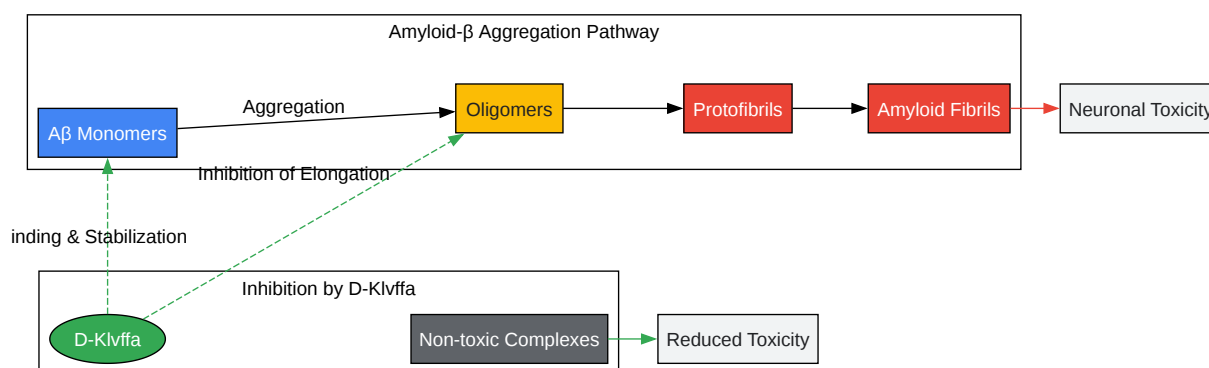 Amyloid-β Aggregation Pathway
Aggregation
Aβ Monomers
Oligomers
Protofibrils
Amyloid Fibrils
Neuronal Toxicity
Inhibition of Elongation
inding & Stabilization
Inhibition by D-Klvffa
D-Klvffa
Non-toxic Complexes
Reduced Toxicity